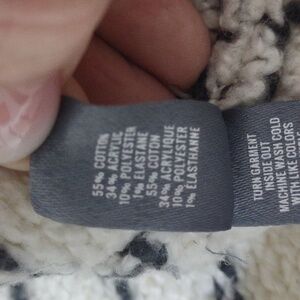 55% COTTON
34% ACRYLIC
10% POLYESTER
1% ELASTANE
55% COTON
34% ACRYLIQUE
10% POLYESTER
1% ELASTHANNE
TURN GARMENT
INSIDE OUT
MACHINE WASH COLD
WITH LIKE COLORS